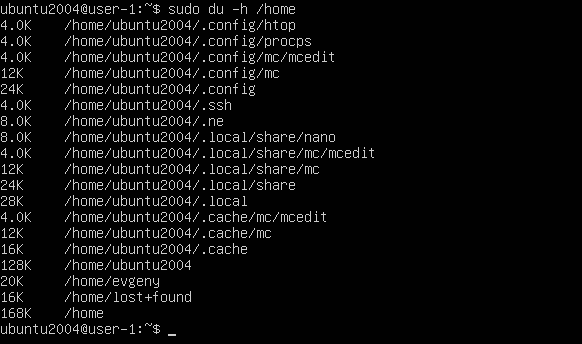 ubuntu2004@user-1:~$ sudo du -h /home
4.0K    /home/ubuntu2004/.config/htop
4.0K    /home/ubuntu2004/.config/procps
4.0K    /home/ubuntu2004/.config/mc/mcedit
12K     /home/ubuntu2004/.config/mc
24K     /home/ubuntu2004/.config
4.0K    /home/ubuntu2004/.ssh
8.0K    /home/ubuntu2004/.ne
8.0K    /home/ubuntu2004/.local/share/nano
4.0K    /home/ubuntu2004/.local/share/mc/mcedit
12K     /home/ubuntu2004/.local/share/mc
24K     /home/ubuntu2004/.local/share
28K     /home/ubuntu2004/.local
4.0K    /home/ubuntu2004/.cache/mc/mcedit
12K     /home/ubuntu2004/.cache/mc
16K     /home/ubuntu2004/.cache
128K    /home/ubuntu2004
20K     /home/evgeny
16K     /home/lost+found
168K    /home
ubuntu2004@user-1:~$ _